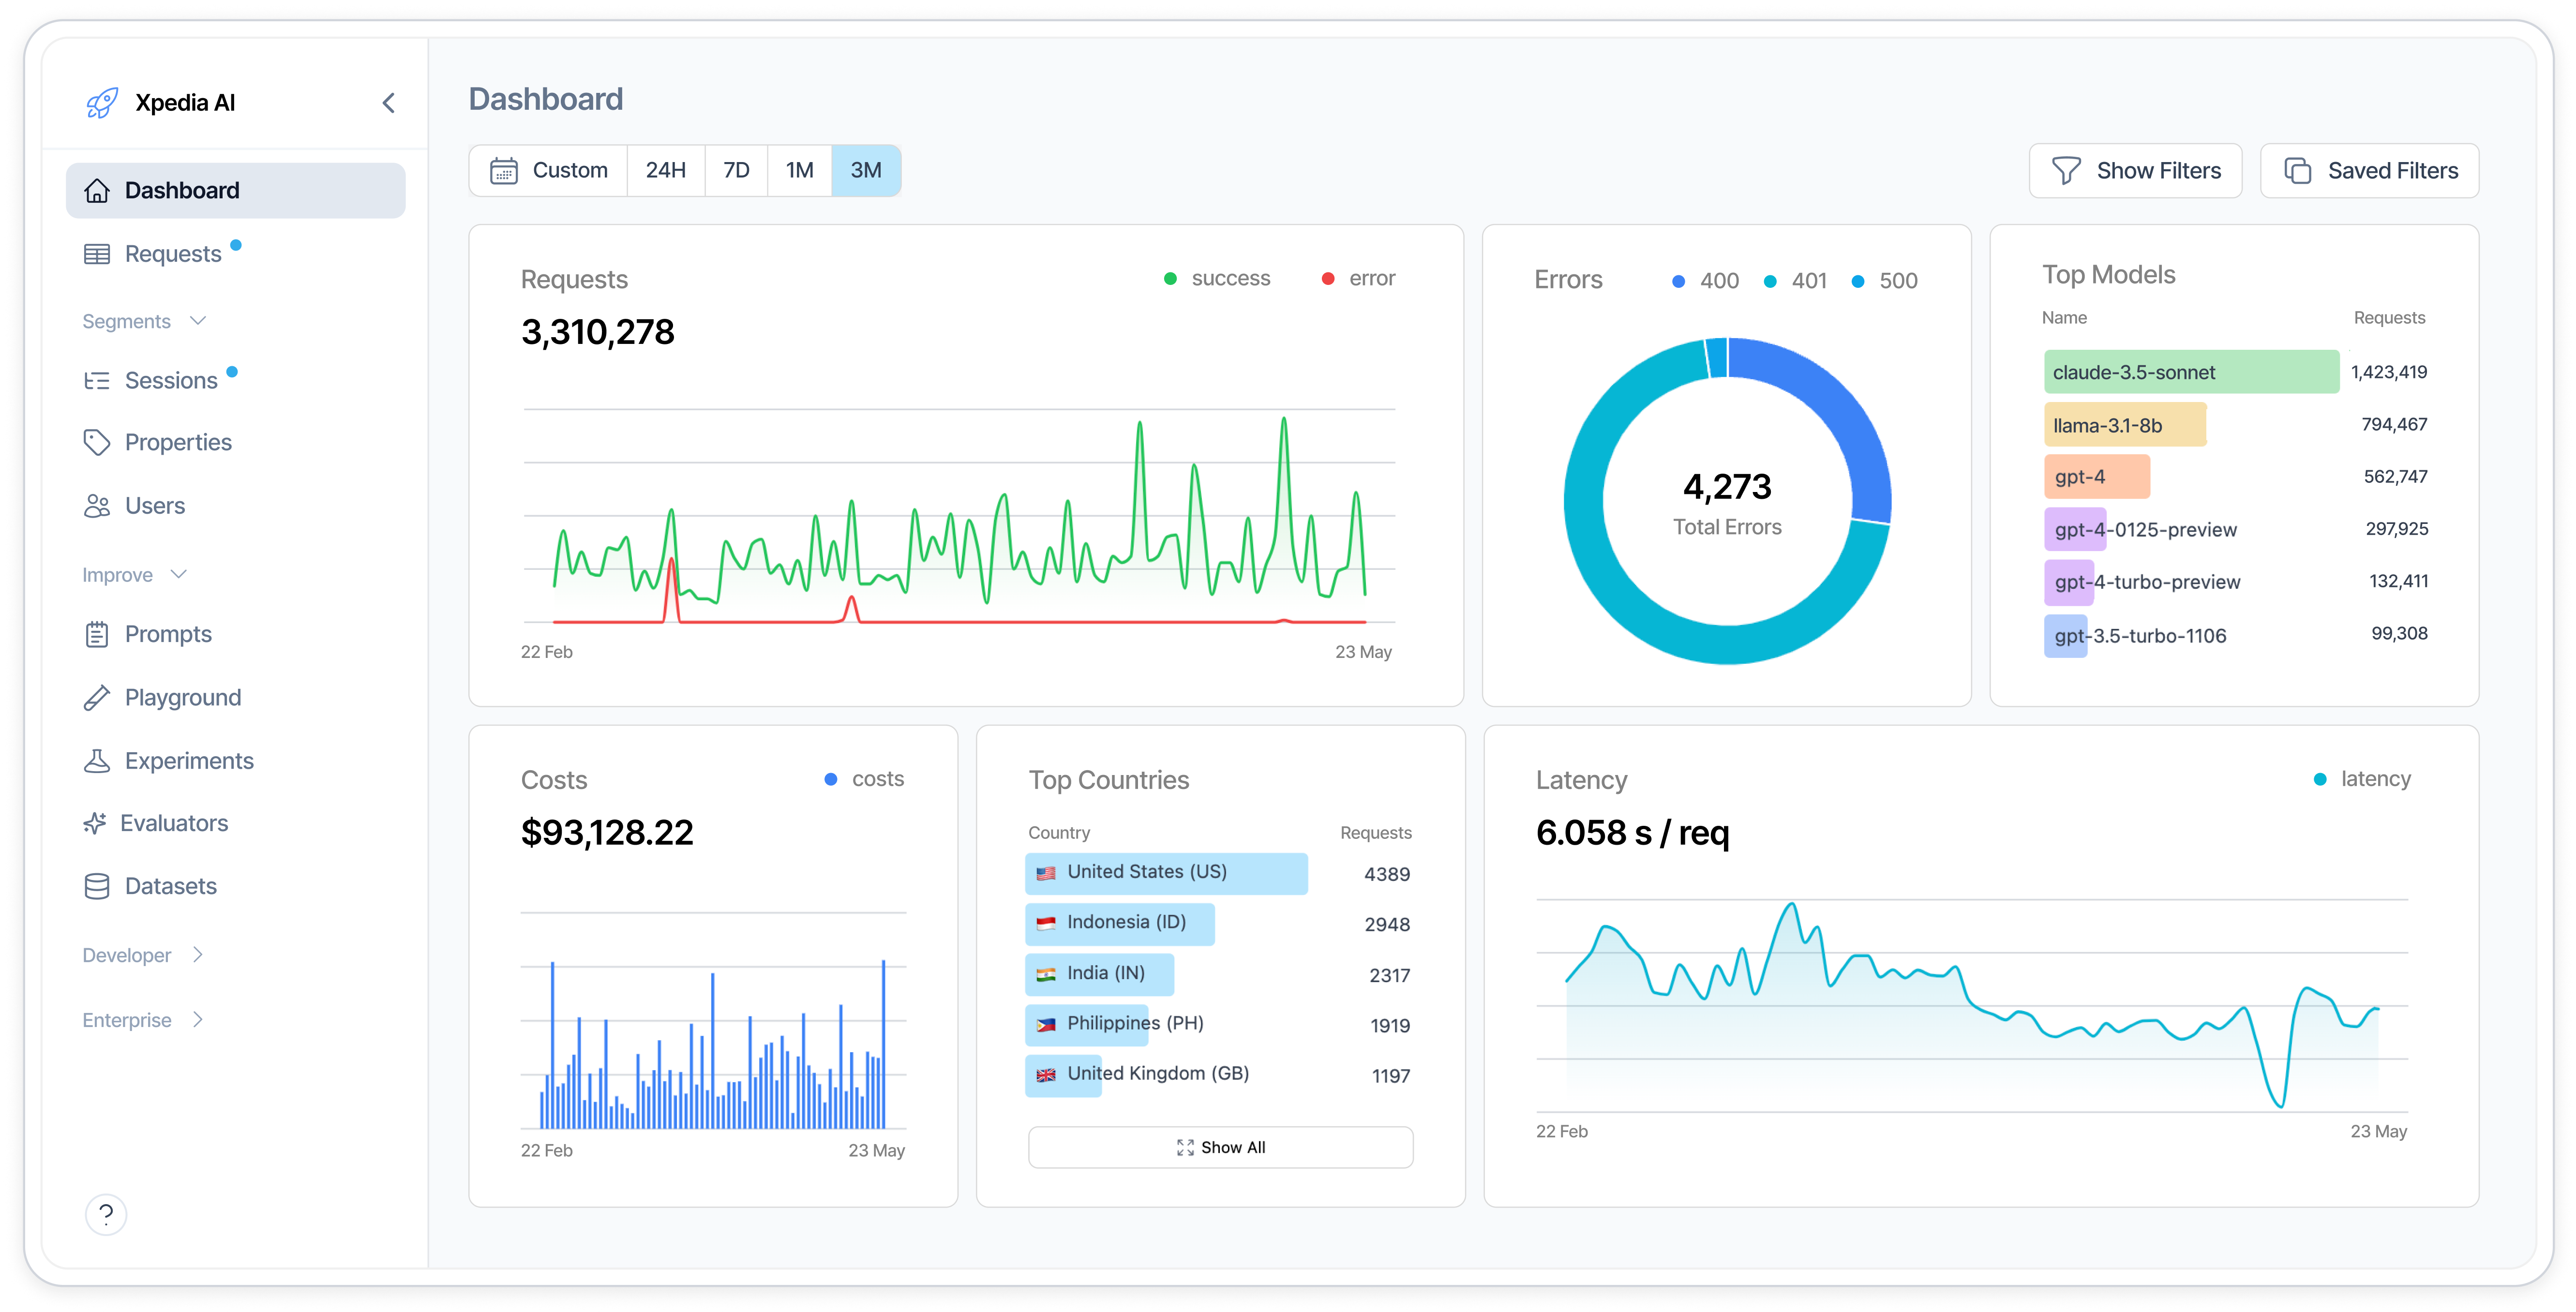 Xpedia AI
Dashboard
Requests
Segments
Sessions
Properties
Users
Improve
Prompts
Playground
Experiments
Evaluators
Datasets
Developer
Enterprise
?
Dashboard
Custom 24H 7D 1M 3M
Show Filters Saved Filters
Requests success error
3,310,278
22 Feb 23 May
Errors 400 401 500
4,273
Total Errors
Top Models
Name Requests
claude-3.5-sonnet 1,423,419
llama-3.1-8b 794,467
gpt-4 562,747
gpt-4-0125-preview 297,925
gpt-4-turbo-preview 132,411
gpt-3.5-turbo-1106 99,308
Costs costs
$93,128.22
22 Feb 23 May
Top Countries
Country Requests
United States (US) 4389
Indonesia (ID) 2948
India (IN) 2317
Philippines (PH) 1919
United Kingdom (GB) 1197
Show All
Latency latency
6.058 s / req
22 Feb 23 May